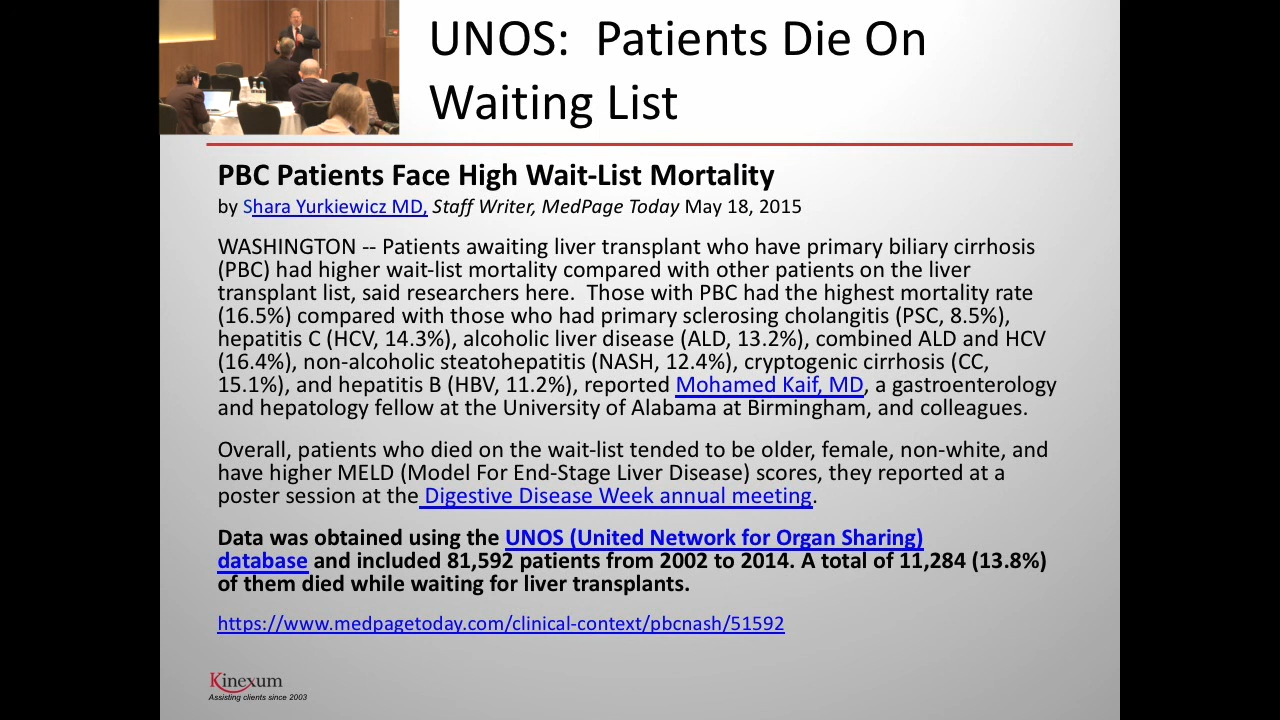 UNOS:  Patients Die On
Waiting List
PBC Patients Face High Wait-List Mortality
by Shara Yurkiewicz MD, Staff Writer, MedPage Today May 18, 2015
WASHINGTON -- Patients awaiting liver transplant who have primary biliary cirrhosis
(PBC) had higher wait-list mortality compared with other patients on the liver
transplant list, said researchers here.  Those with PBC had the highest mortality rate
(16.5%) compared with those who had primary sclerosing cholangitis (PSC, 8.5%),
hepatitis C (HCV, 14.3%), alcoholic liver disease (ALD, 13.2%), combined ALD and HCV
(16.4%), non-alcoholic steatohepatitis (NASH, 12.4%), cryptogenic cirrhosis (CC,
15.1%), and hepatitis B (HBV, 11.2%), reported Mohamed Kaif, MD, a gastroenterology
and hepatology fellow at the University of Alabama at Birmingham, and colleagues.
Overall, patients who died on the wait-list tended to be older, female, non-white, and
have higher MELD (Model For End-Stage Liver Disease) scores, they reported at a
poster session at the Digestive Disease Week annual meeting.
Data was obtained using the UNOS (United Network for Organ Sharing)
database and included 81,592 patients from 2002 to 2014. A total of 11,284 (13.8%)
of them died while waiting for liver transplants.
https://www.medpagetoday.com/clinical-context/pbcnash/51592
Kinexum
Assisting clients since 2003